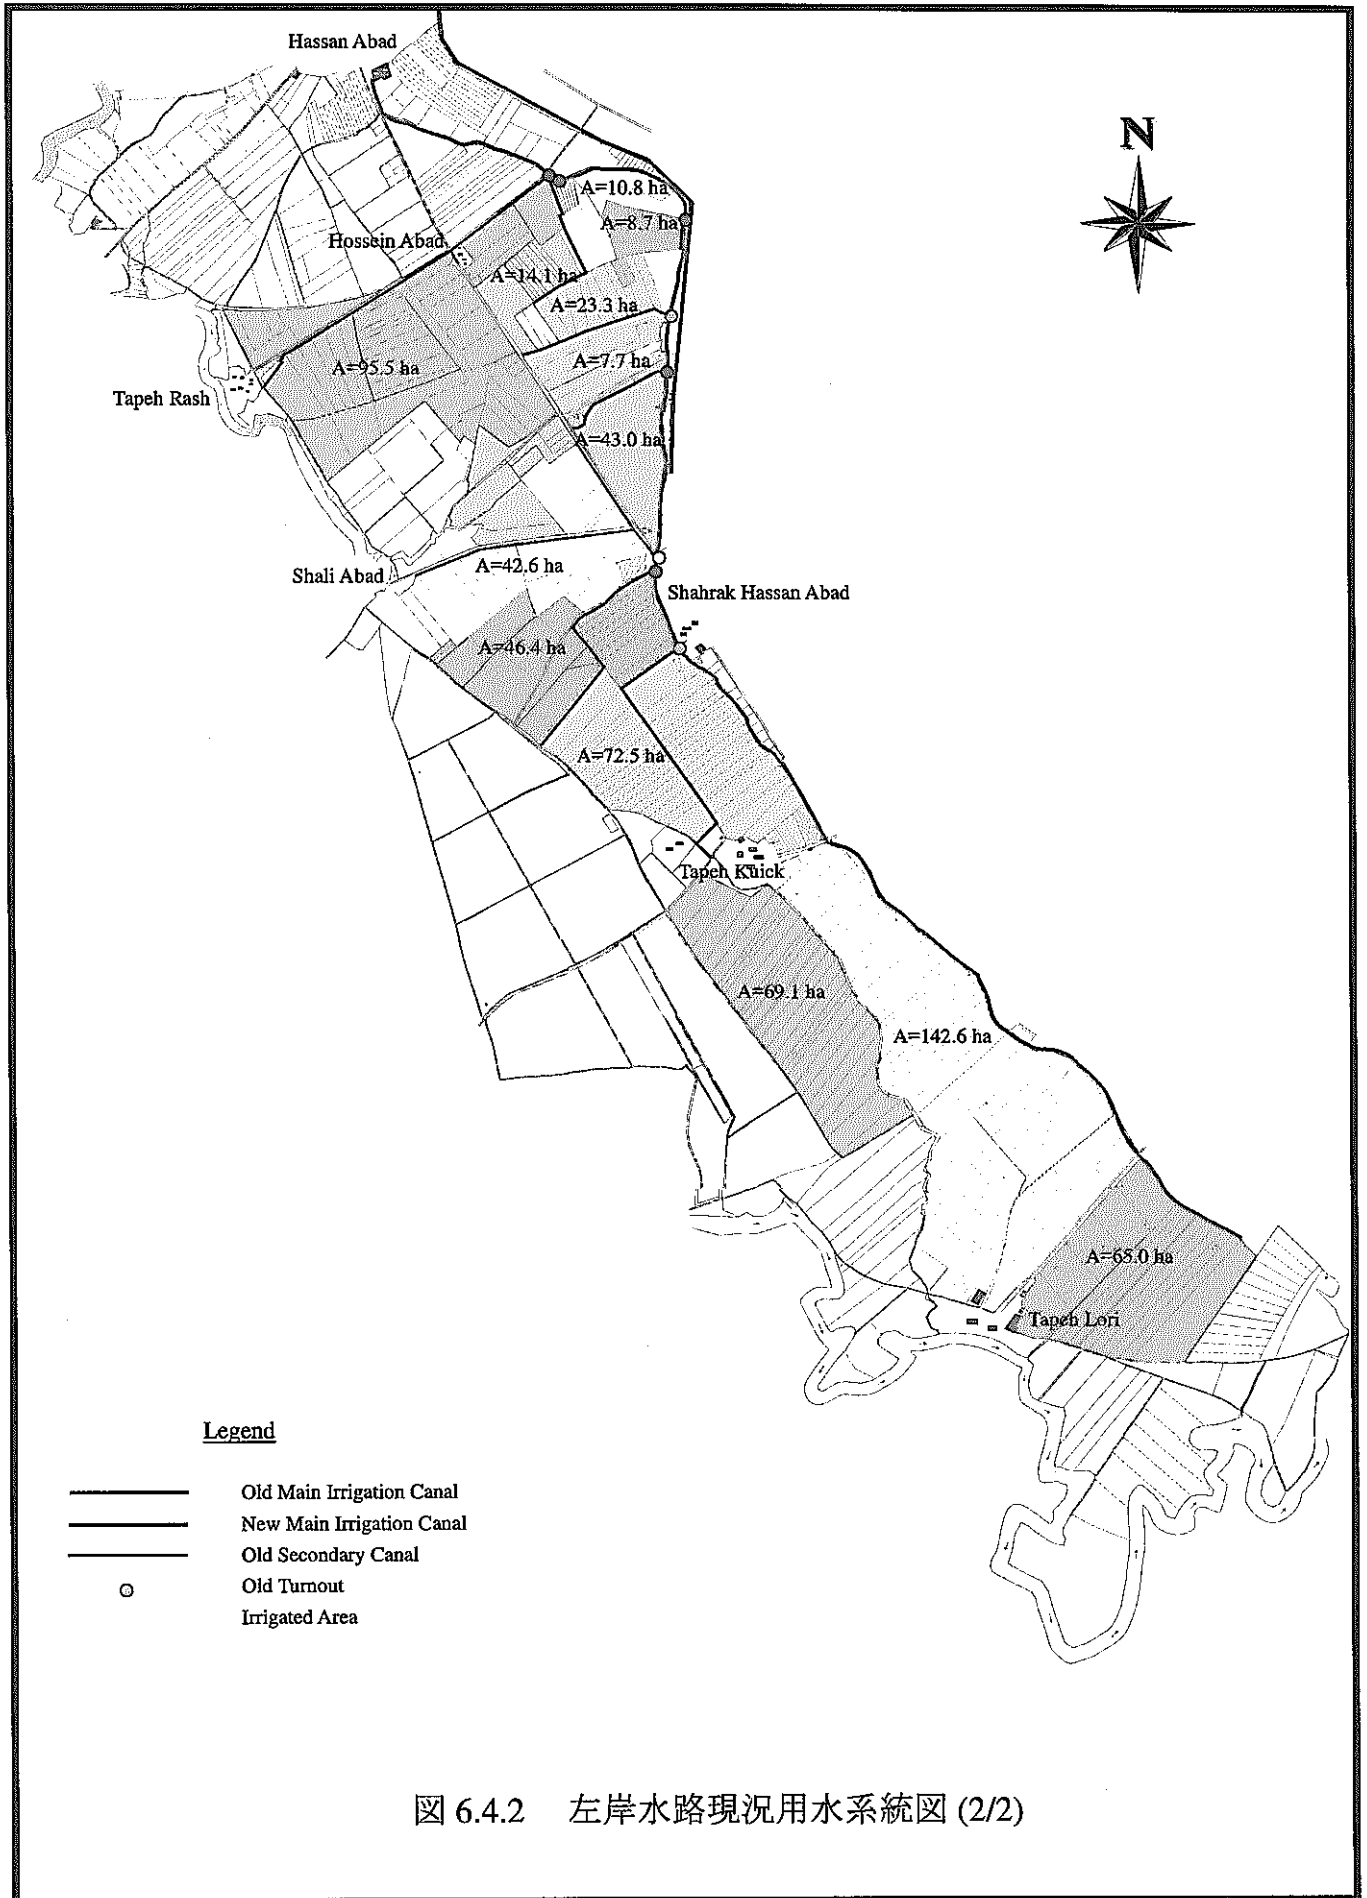 Hassan Abad
N
A=10.8 ha
A=8.7 ha
Hossein Abad
A=14.1 ha
A=23.3 ha
A=7.7 ha
A=95.5 ha
Tapeh Rash
A=43.0 ha
A=42.6 ha
Shali Abad
Shahrak Hassan Abad
A=46.4 ha
A=72.5 ha
Tapeh Kuick
A=69.1 ha
A=142.6 ha
A=65.0 ha
Tapeh Lori
Legend
Old Main Irrigation Canal
New Main Irrigation Canal
Old Secondary Canal
Old Turnout
Irrigated Area
図 6.4.2 左岸水路現況用水系統図 (2/2)